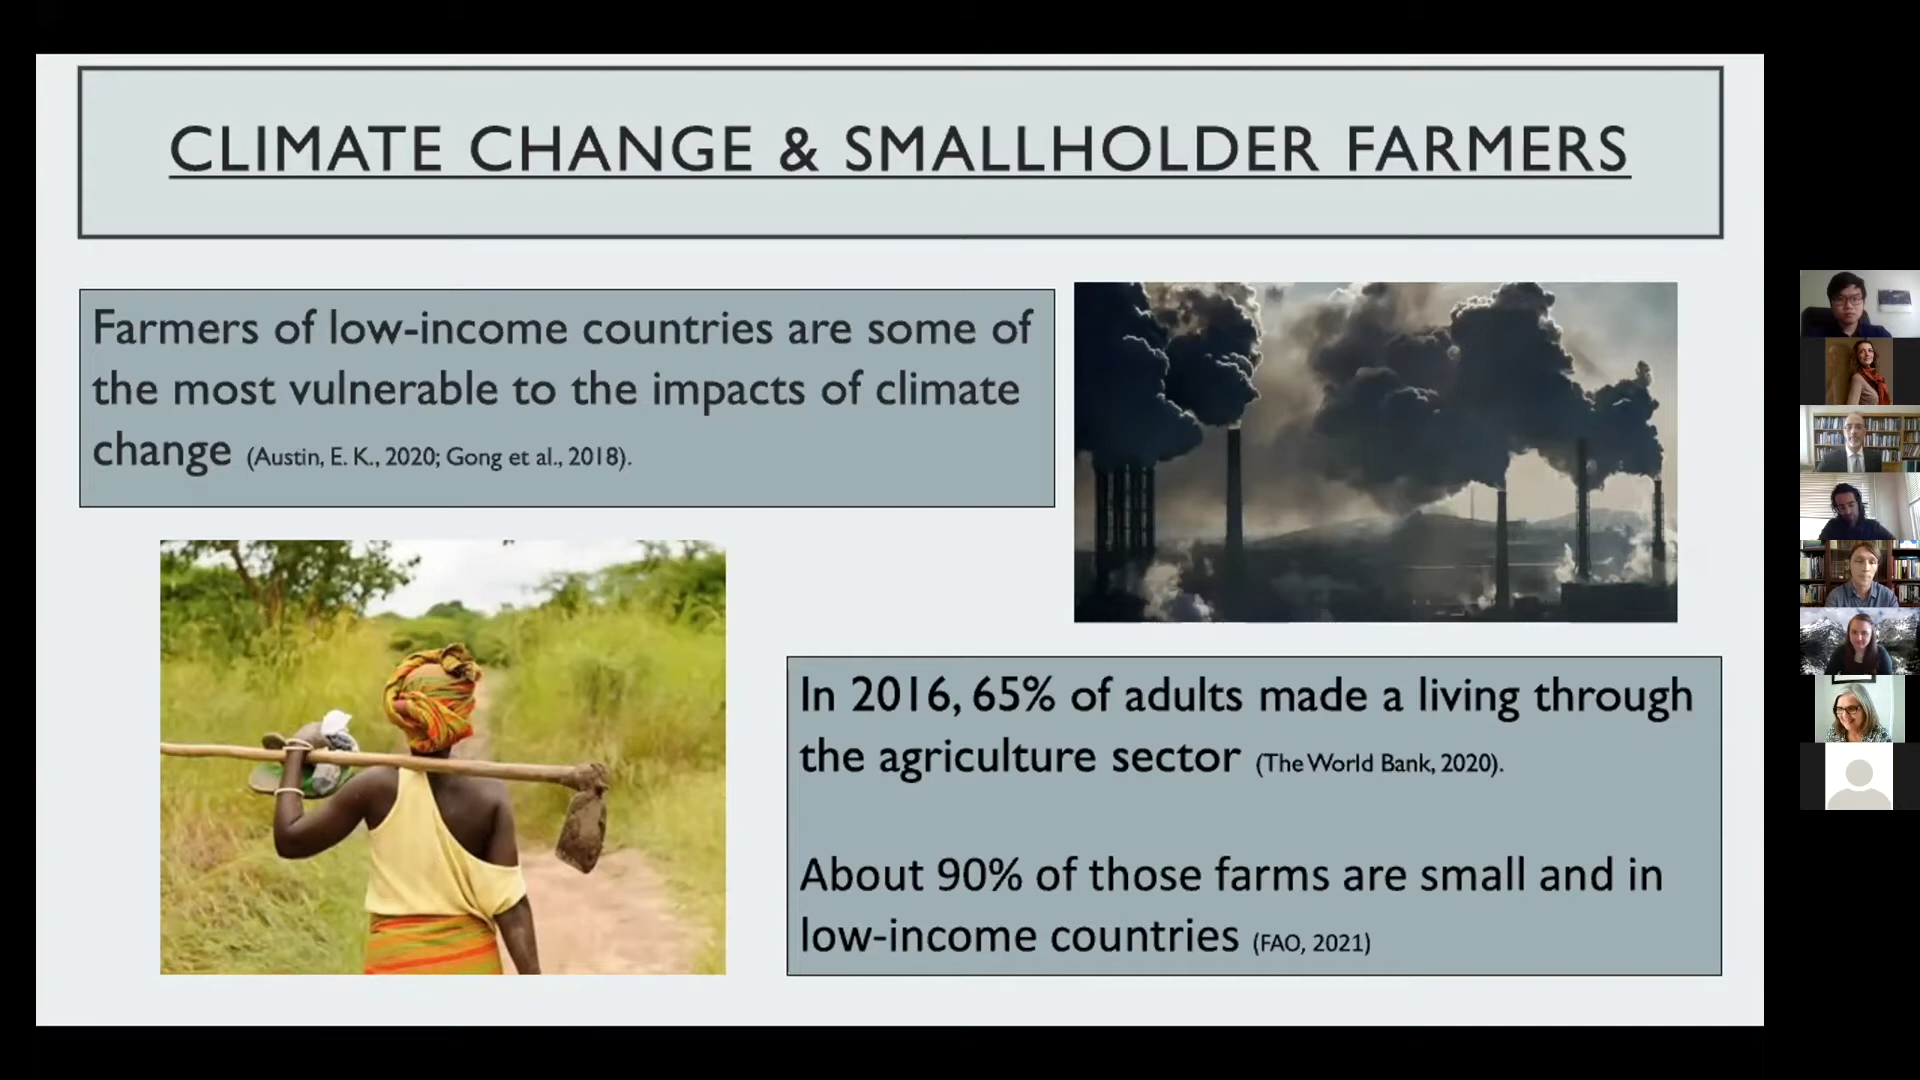 CLIMATE CHANGE & SMALLHOLDER FARMERS
Farmers of low-income countries are some of
the most vulnerable to the impacts of climate
change (Austin, E. K., 2020; Gong et al., 2018).
In 2016, 65% of adults made a living through
the agriculture sector (The World Bank, 2020).
About 90% of those farms are small and in
low-income countries (FAO, 2021)